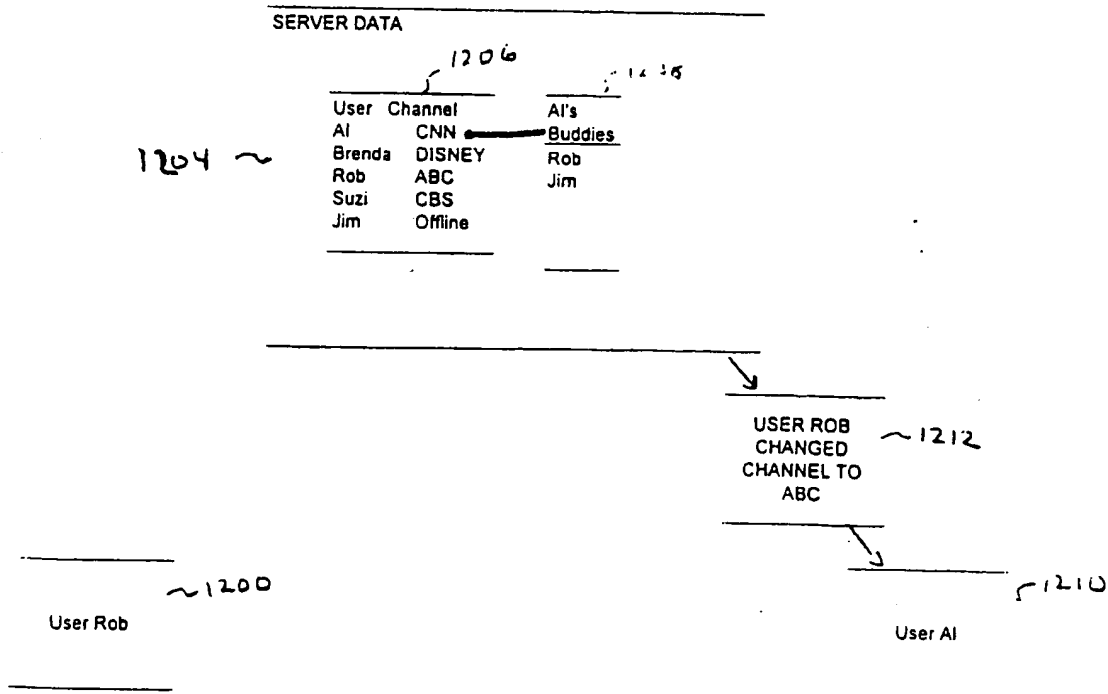 SERVER DATA
1206
User Channel
Al CNN
Brenda DISNEY
Rob ABC
Suzi CBS
Jim Offline
Al's
Buddies
Rob
Jim
1204 ~
USER ROB
CHANGED
CHANNEL TO
ABC
~1212
~1200
User Rob
1210
User Al